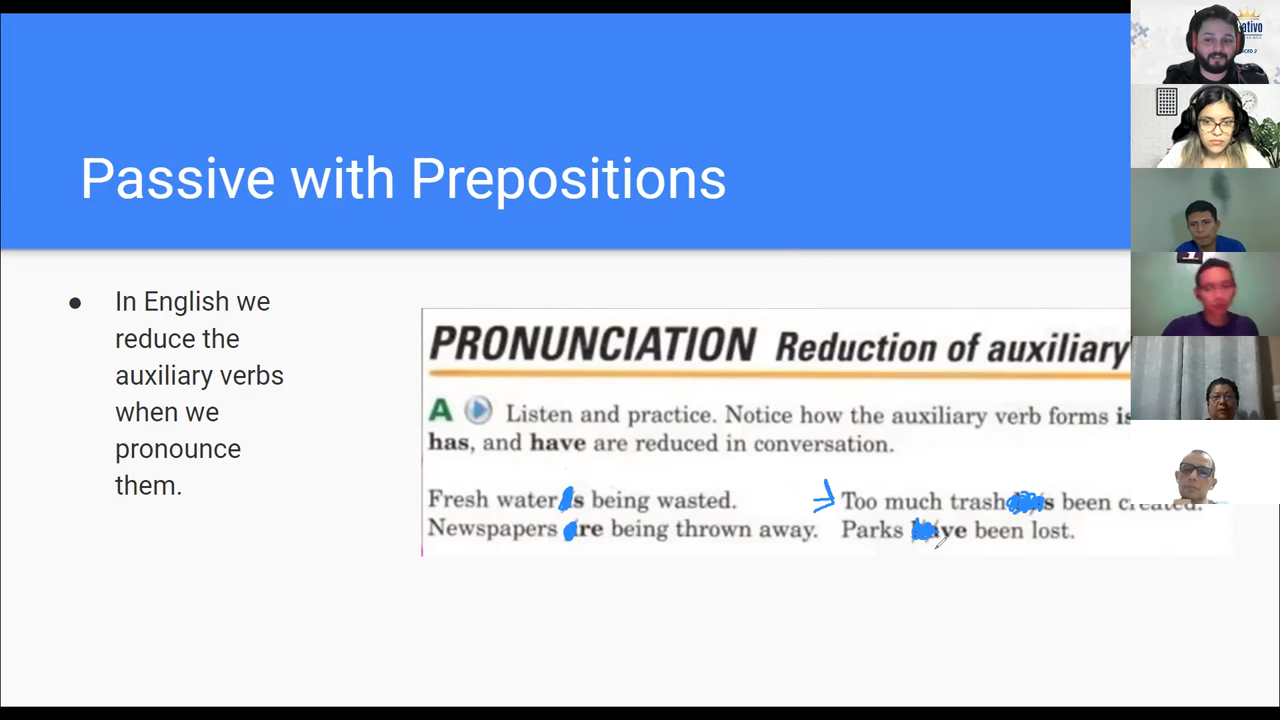 Passive with Prepositions
● In English we
reduce the
auxiliary verbs
when we
pronounce
them.
PRONUNCIATION Reduction of auxiliary
A Listen and practice. Notice how the auxiliary verb forms is
has, and have are reduced in conversation.
Fresh water is being wasted.
Newspapers are being thrown away.
Too much trash has been created.
Parks have been lost.